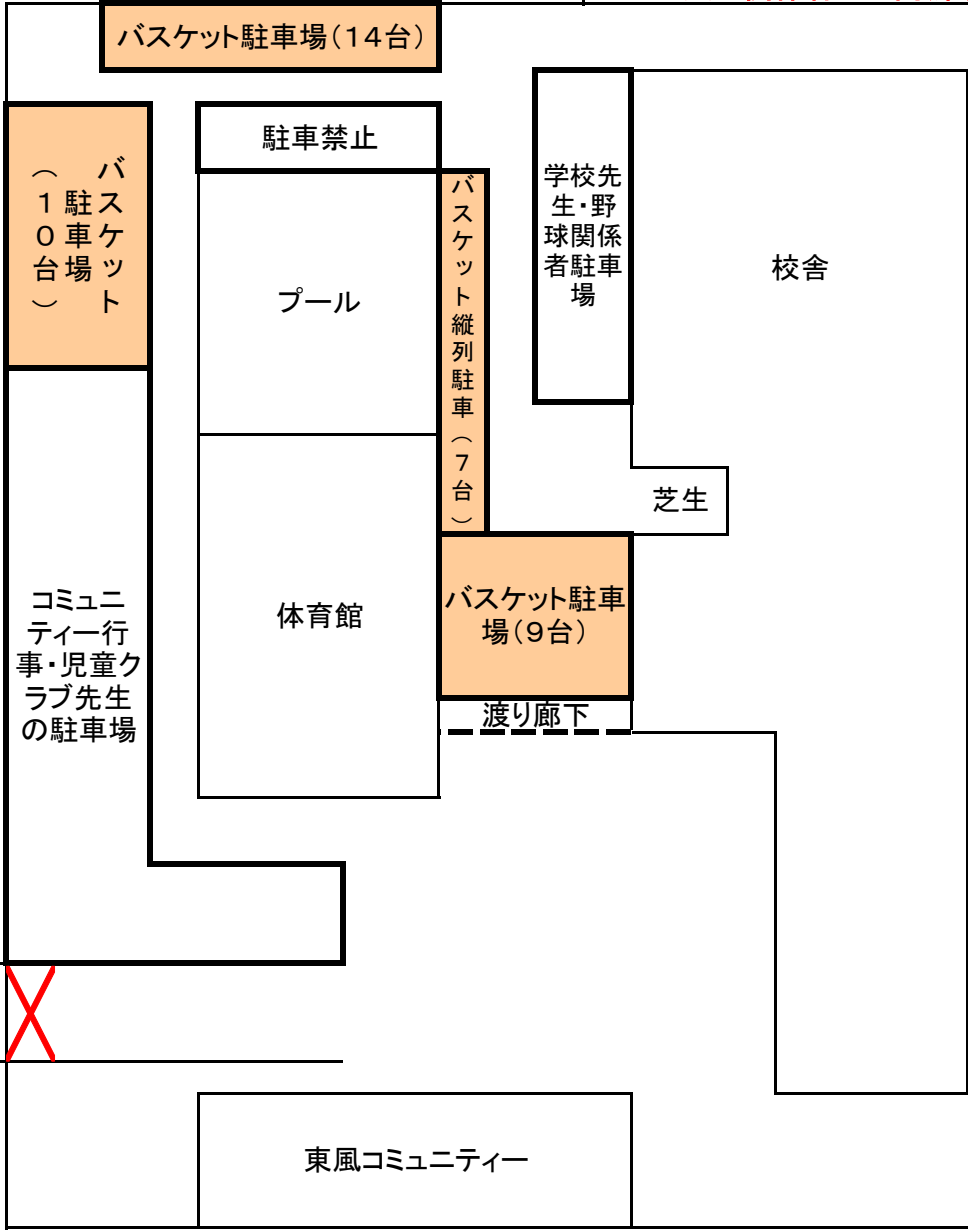 バスケット駐車場(14台)
バスケット
駐車場
(10台)
駐車禁止
バスケット縦列駐車(7台)
学校先
生・野
球関係
者駐車
場
校舎
プール
芝生
体育館
バスケット駐車
場(9台)
渡り廊下
コミュニ
ティー行
事・児童ク
ラブ先生
の駐車場
東風コミュニティー